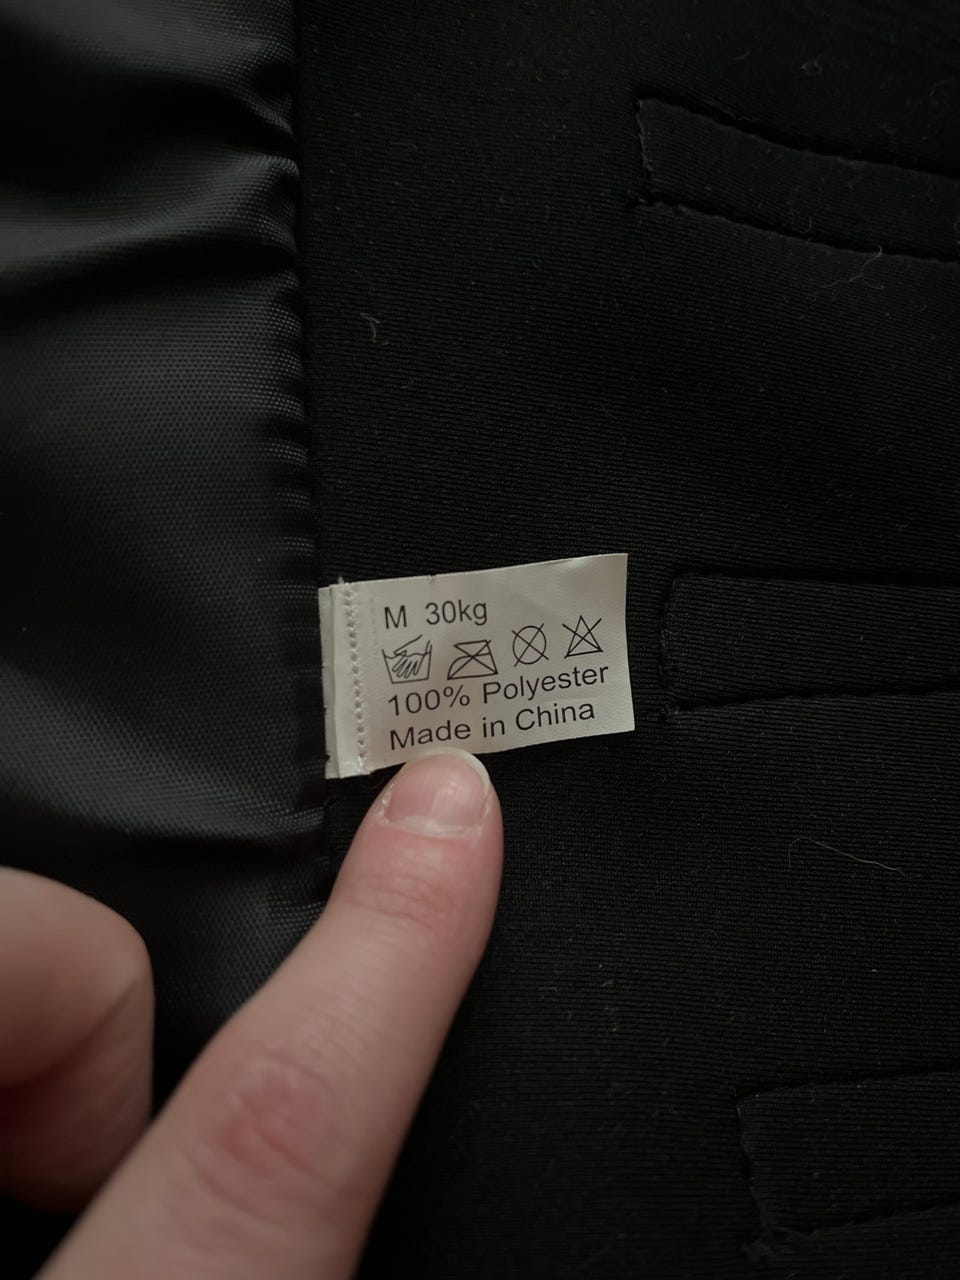 M 30kg
100% Polyester
Made in China